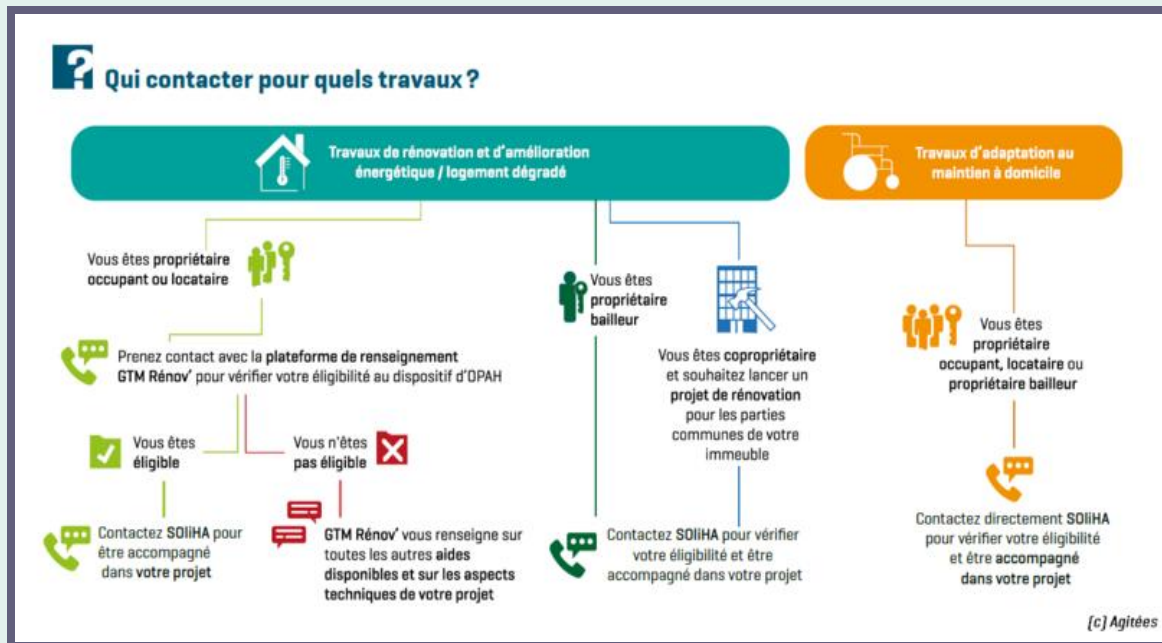 ?
Qui contacter pour quels travaux ?
Travaux de rénovation et d'amélioration
énergétique / logement dégradé
Travaux d'adaptation au
maintien à domicile
Vous êtes propriétaire
occupant ou locataire
Prenez contact avec la plateforme de renseignement
GTM Rénov' pour vérifier votre éligibilité au dispositif d'OPAH
Vous êtes
éligible
Vous n'êtes
pas éligible
Contactez SOliHA pour
être accompagné
dans votre projet
GTM Rénov' vous renseigne sur
toutes les autres aides
disponibles et sur les aspects
techniques de votre projet
Vous êtes
propriétaire
bailleur
Vous êtes copropriétaire
et souhaitez lancer un
projet de rénovation
pour les parties
communes de votre
immeuble
Contactez SOliHA pour vérifier
votre éligibilité et être
accompagné dans votre projet
Vous êtes
propriétaire
occupant, locataire ou
propriétaire bailleur
Contactez directement SOliHA
pour vérifier votre éligibilité
et être accompagné
dans votre projet
(c) Agitées